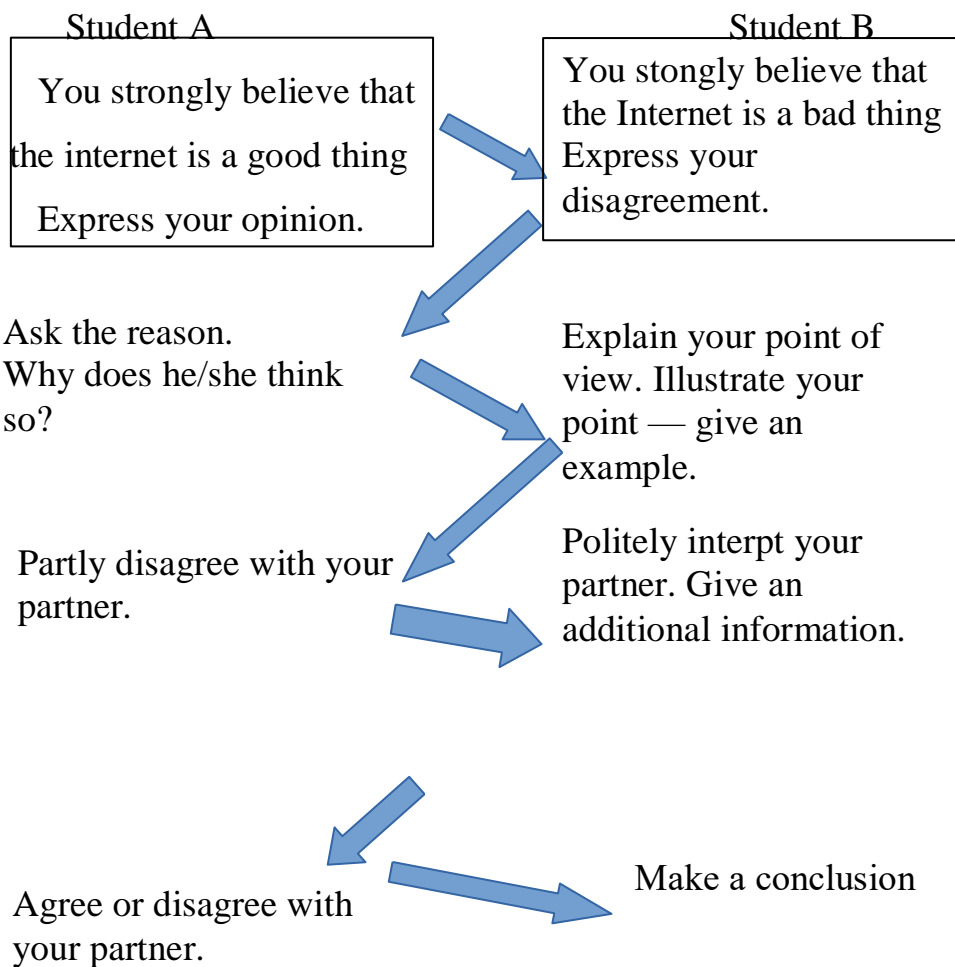 Student A
Student B
You strongly believe that
the internet is a good thing
Express your opinion.
You stongly believe that
the Internet is a bad thing
Express your
disagreement.
Ask the reason.
Why does he/she think
so?
Explain your point of
view. Illustrate your
point — give an
example.
Partly disagree with your
partner.
Politely interpt your
partner. Give an
additional information.
Agree or disagree with
your partner.
Make a conclusion